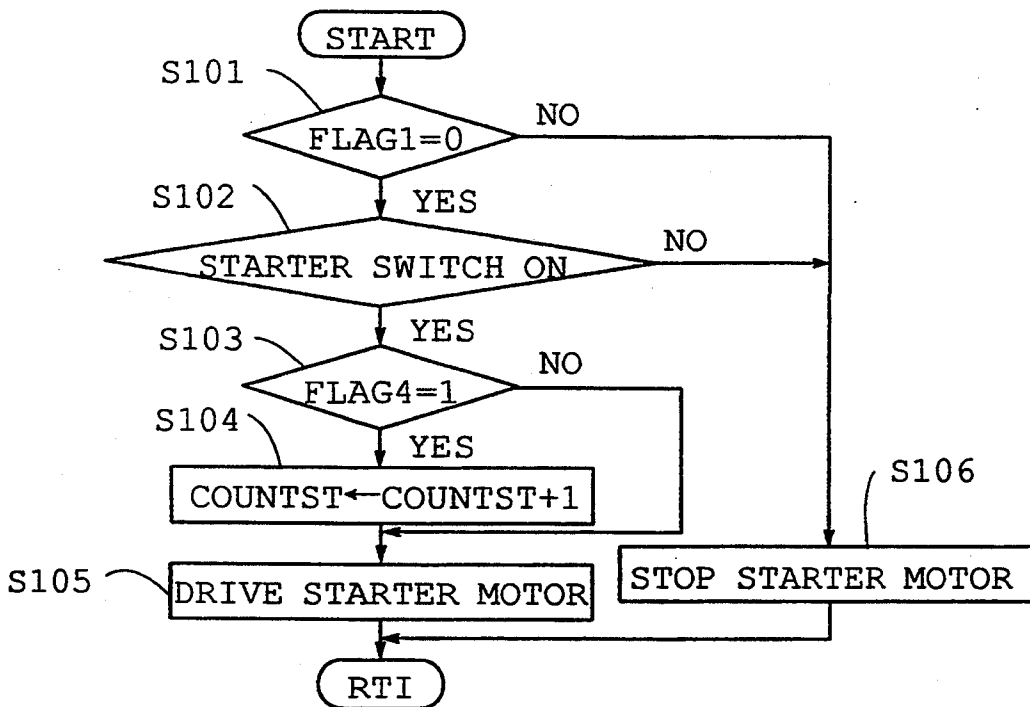 START
S101
FLAG1=0
NO
YES
S102
STARTER SWITCH ON
NO
YES
S103
FLAG4=1
NO
YES
S104
COUNTST←COUNTST+1
S105
DRIVE STARTER MOTOR
S106
STOP STARTER MOTOR
RTI